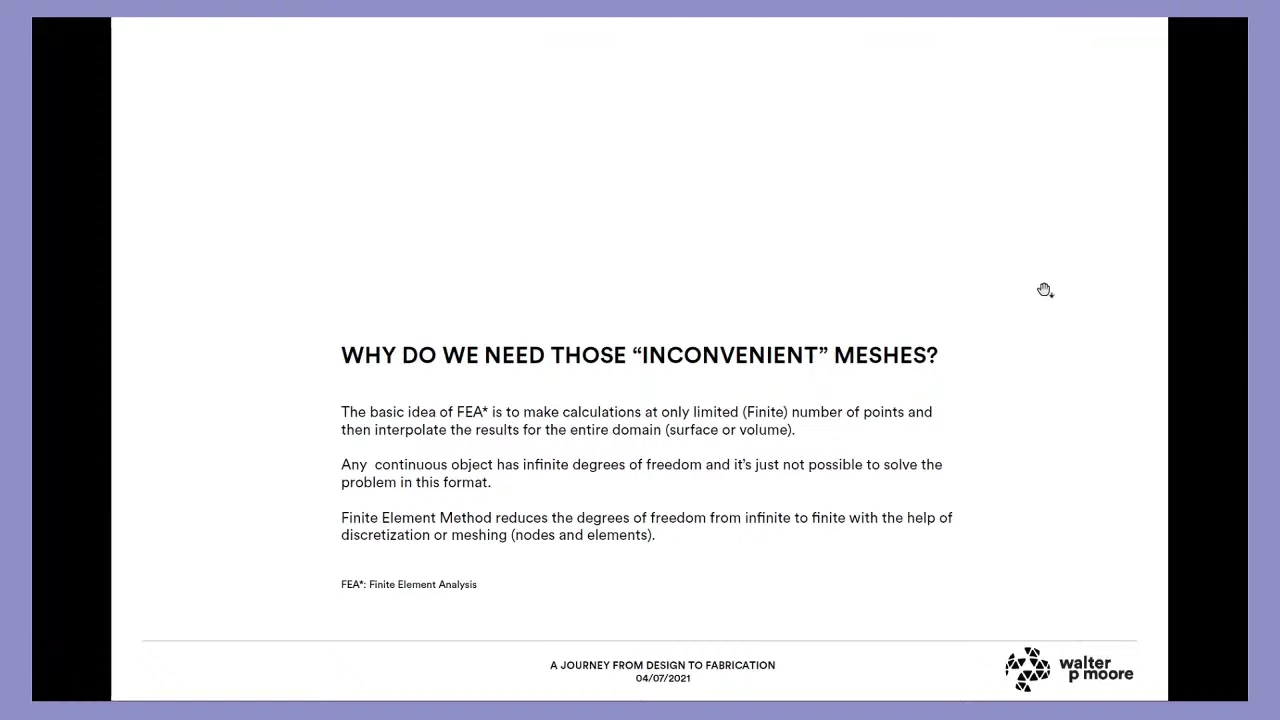 WHY DO WE NEED THOSE “INCONVENIENT” MESHES?
The basic idea of FEA* is to make calculations at only limited (Finite) number of points and
then interpolate the results for the entire domain (surface or volume).
Any  continuous object has infinite degrees of freedom and it’s just not possible to solve the
problem in this format.
Finite Element Method reduces the degrees of freedom from infinite to finite with the help of
discretization or meshing (nodes and elements).
FEA*: Finite Element Analysis
A JOURNEY FROM DESIGN TO FABRICATION
04/07/2021
walter
p moore